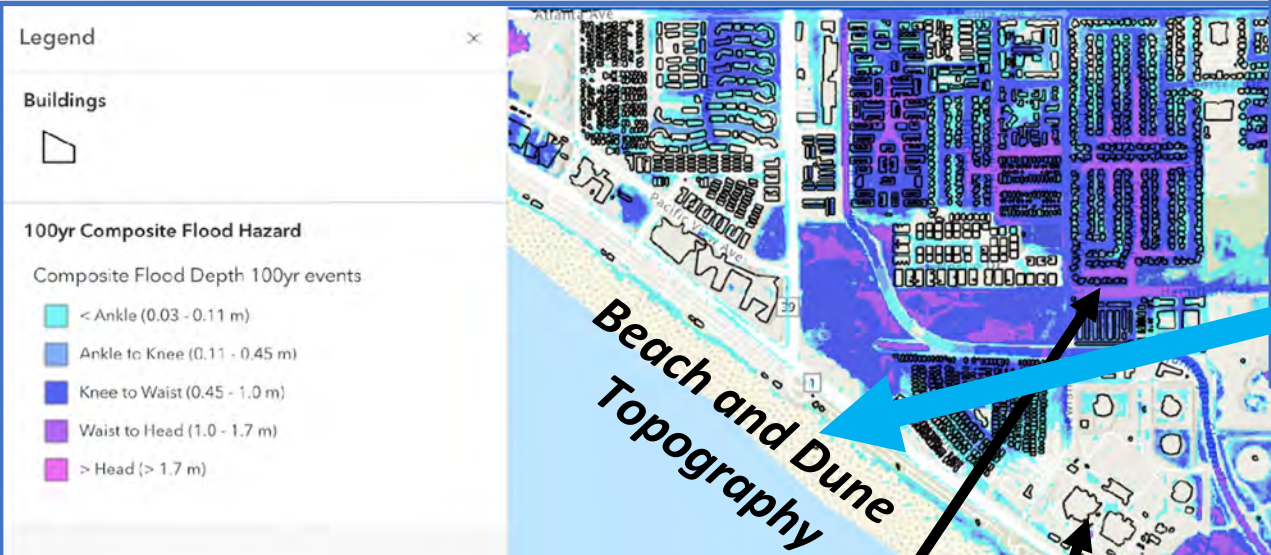 Legend
×
Buildings
100yr Composite Flood Hazard
Composite Flood Depth 100yr events
< Ankle (0.03 - 0.11 m)
Ankle to Knee (0.11 - 0.45 m)
Knee to Waist (0.45 - 1.0 m)
Waist to Head (1.0 - 1.7 m)
> Head (> 1.7 m)
Atlanta Ave
Pacific View Ave
39
1
Beach and Dune
Topography